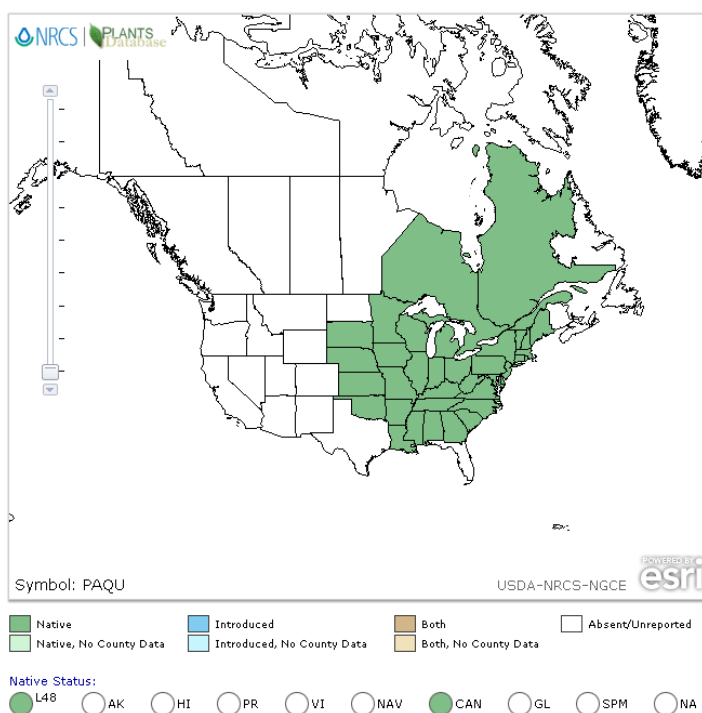 NRCS | PLANTS
Database
Symbol: PAQU
USDA-NRCS-NGCE
POWERED BY
esri
Native
Introduced
Both
Absent/Unreported
Native, No County Data
Introduced, No County Data
Both, No County Data
Native Status:
L48 AK HI PR VI NAV CAN GL SPM NA